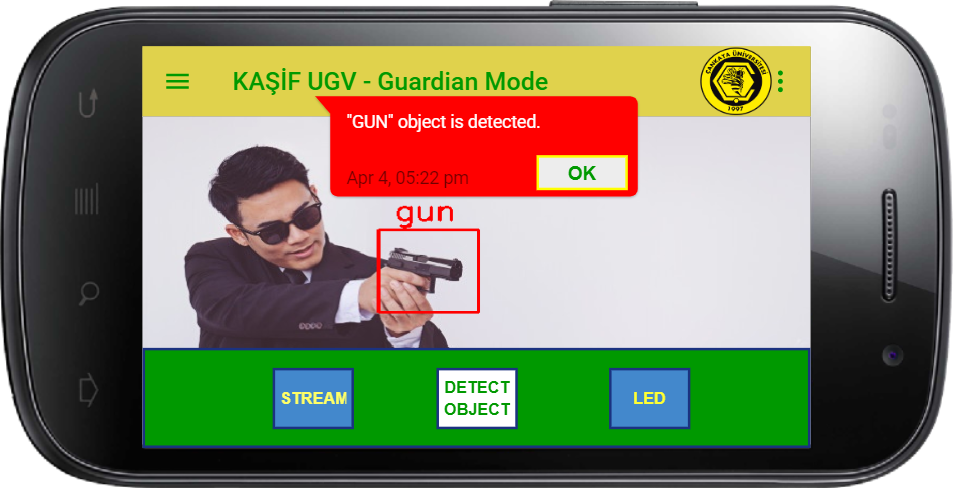 KAŞİF UGV - Guardian Mode
ÇANKAYA ÜNİVERSİTESİ
1997
"GUN" object is detected.
Apr 4, 05:22 pm
OK
gun
STREAM
DETECT
OBJECT
LED